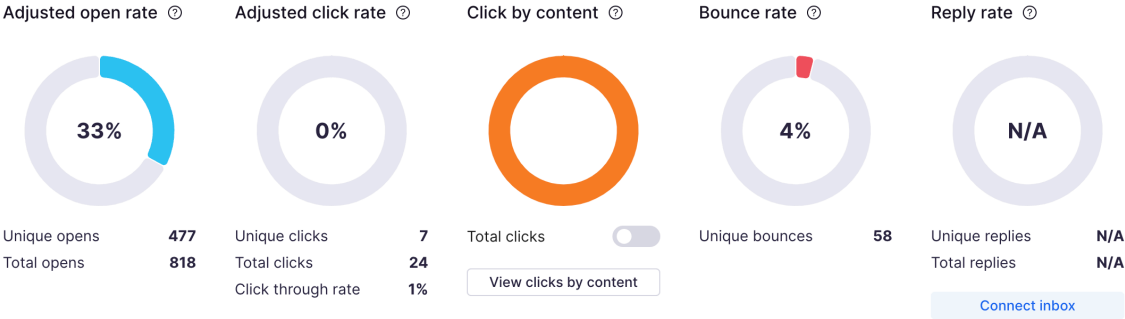 Adjusted open rate ?
33%
Unique opens 477
Total opens 818
Adjusted click rate ?
0%
Unique clicks 7
Total clicks 24
Click through rate 1%
Click by content ?
Total clicks
View clicks by content
Bounce rate ?
4%
Unique bounces 58
Reply rate ?
N/A
Unique replies N/A
Total replies N/A
Connect inbox